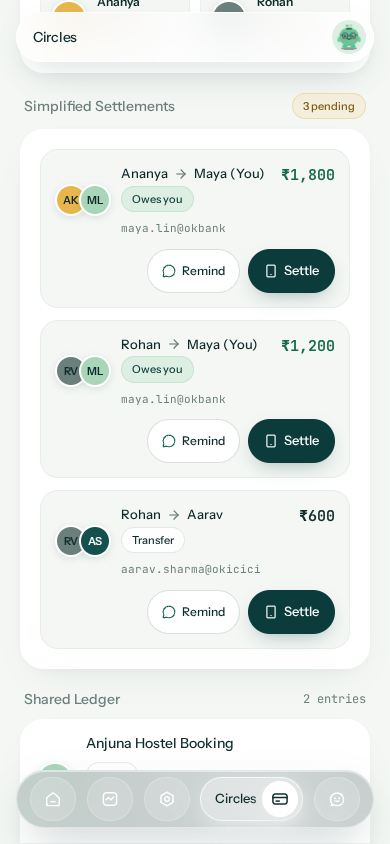 Ananya
Rohan
Circles
Simplified Settlements
3 pending
Ananya → Maya (You)
₹1,800
AK
ML
Owes you
maya.lin@okbank
Remind
Settle
Rohan → Maya (You)
₹1,200
RV
ML
Owes you
maya.lin@okbank
Remind
Settle
Rohan → Aarav
₹600
RV
AS
Transfer
aarav.sharma@okicici
Remind
Settle
Shared Ledger
2 entries
Anjuna Hostel Booking
Circles